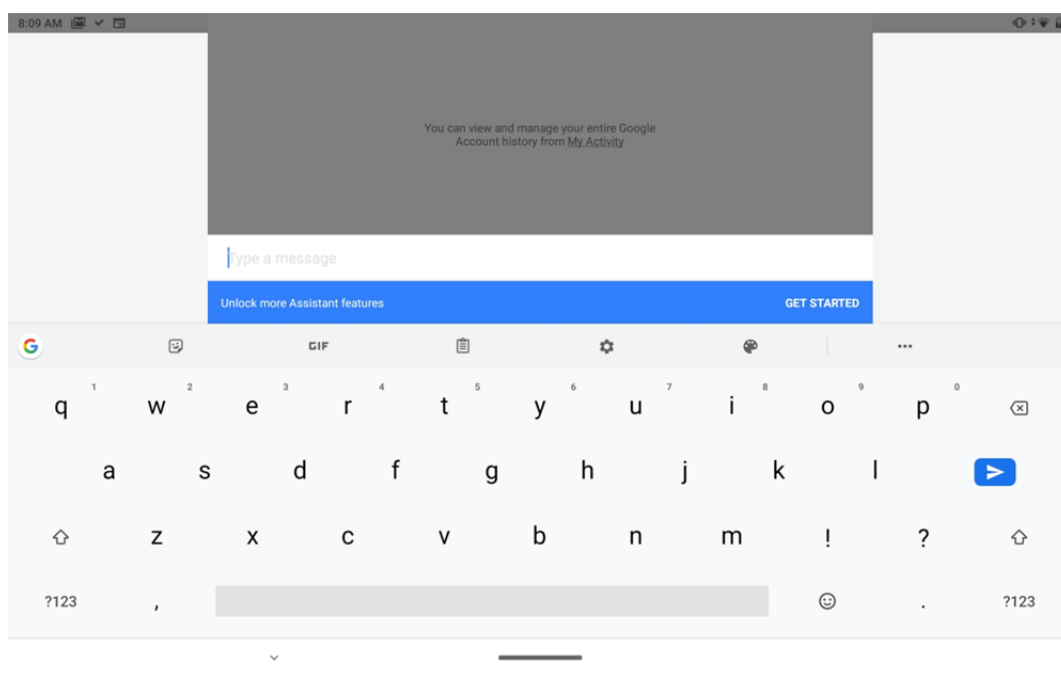 8:09 AM
You can view and manage your entire Google
Account history from My Activity
Type a message
Unlock more Assistant features GET STARTED
G GIF
1 2 3 4 5 6 7 8 9 0
q w e r t y u i o p
a s d f g h j k l
z x c v b n m ! ?
?123 , . ?123